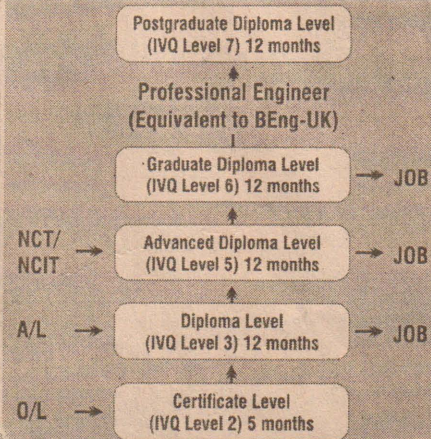 Postgraduate Diploma Level
(IVQ Level 7) 12 months
Professional Engineer
(Equivalent to BEng-UK)
Graduate Diploma Level
(IVQ Level 6) 12 months
JOB
NCT/
NCIT
Advanced Diploma Level
(IVQ Level 5) 12 months
JOB
A/L
Diploma Level
(IVQ Level 3) 12 months
JOB
O/L
Certificate Level
(IVQ Level 2) 5 months